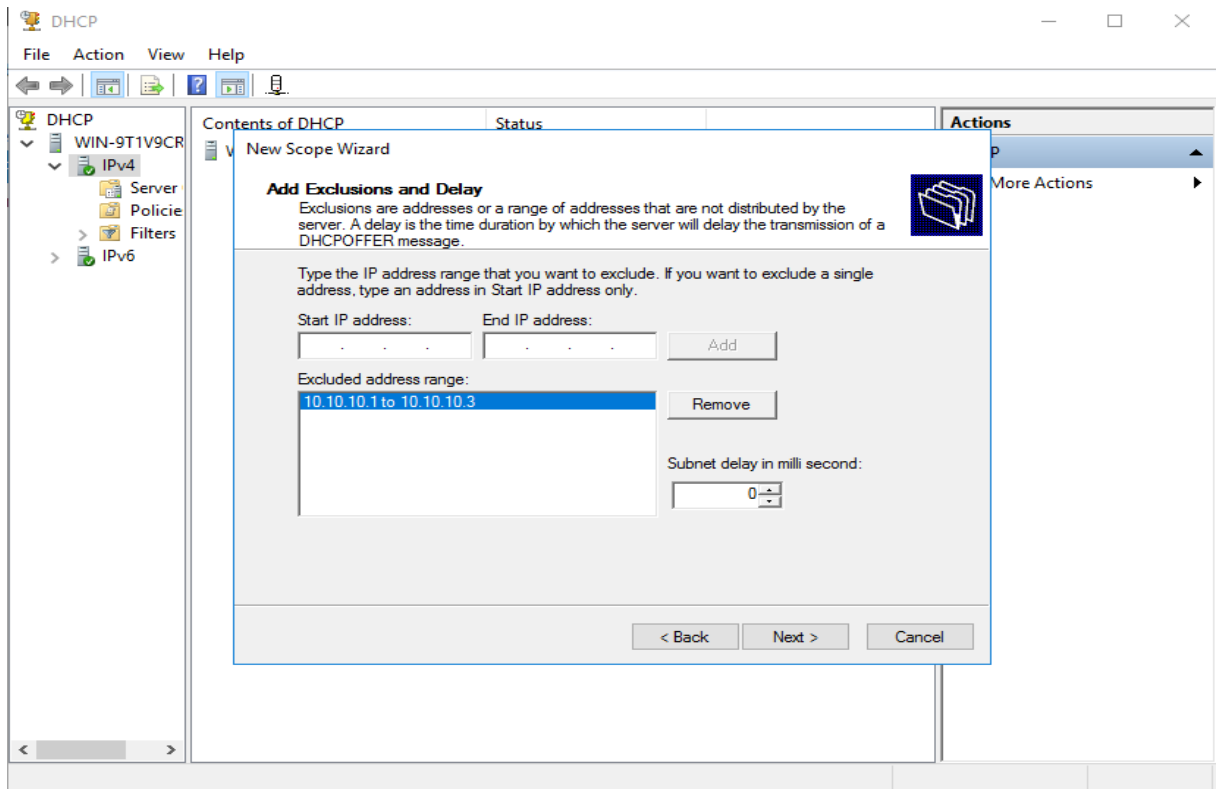 DHCP
File Action View Help
DHCP
WIN-9T1V9CR
IPv4
Server
Policie
Filters
IPv6
Contents of DHCP Status
Actions
More Actions
New Scope Wizard
Add Exclusions and Delay
Exclusions are addresses or a range of addresses that are not distributed by the
server. A delay is the time duration by which the server will delay the transmission of a
DHCPOFFER message.
Type the IP address range that you want to exclude. If you want to exclude a single
address, type an address in Start IP address only.
Start IP address: End IP address:
Add
Excluded address range:
10.10.10.1 to 10.10.10.3
Remove
Subnet delay in milli second:
0
< Back Next > Cancel